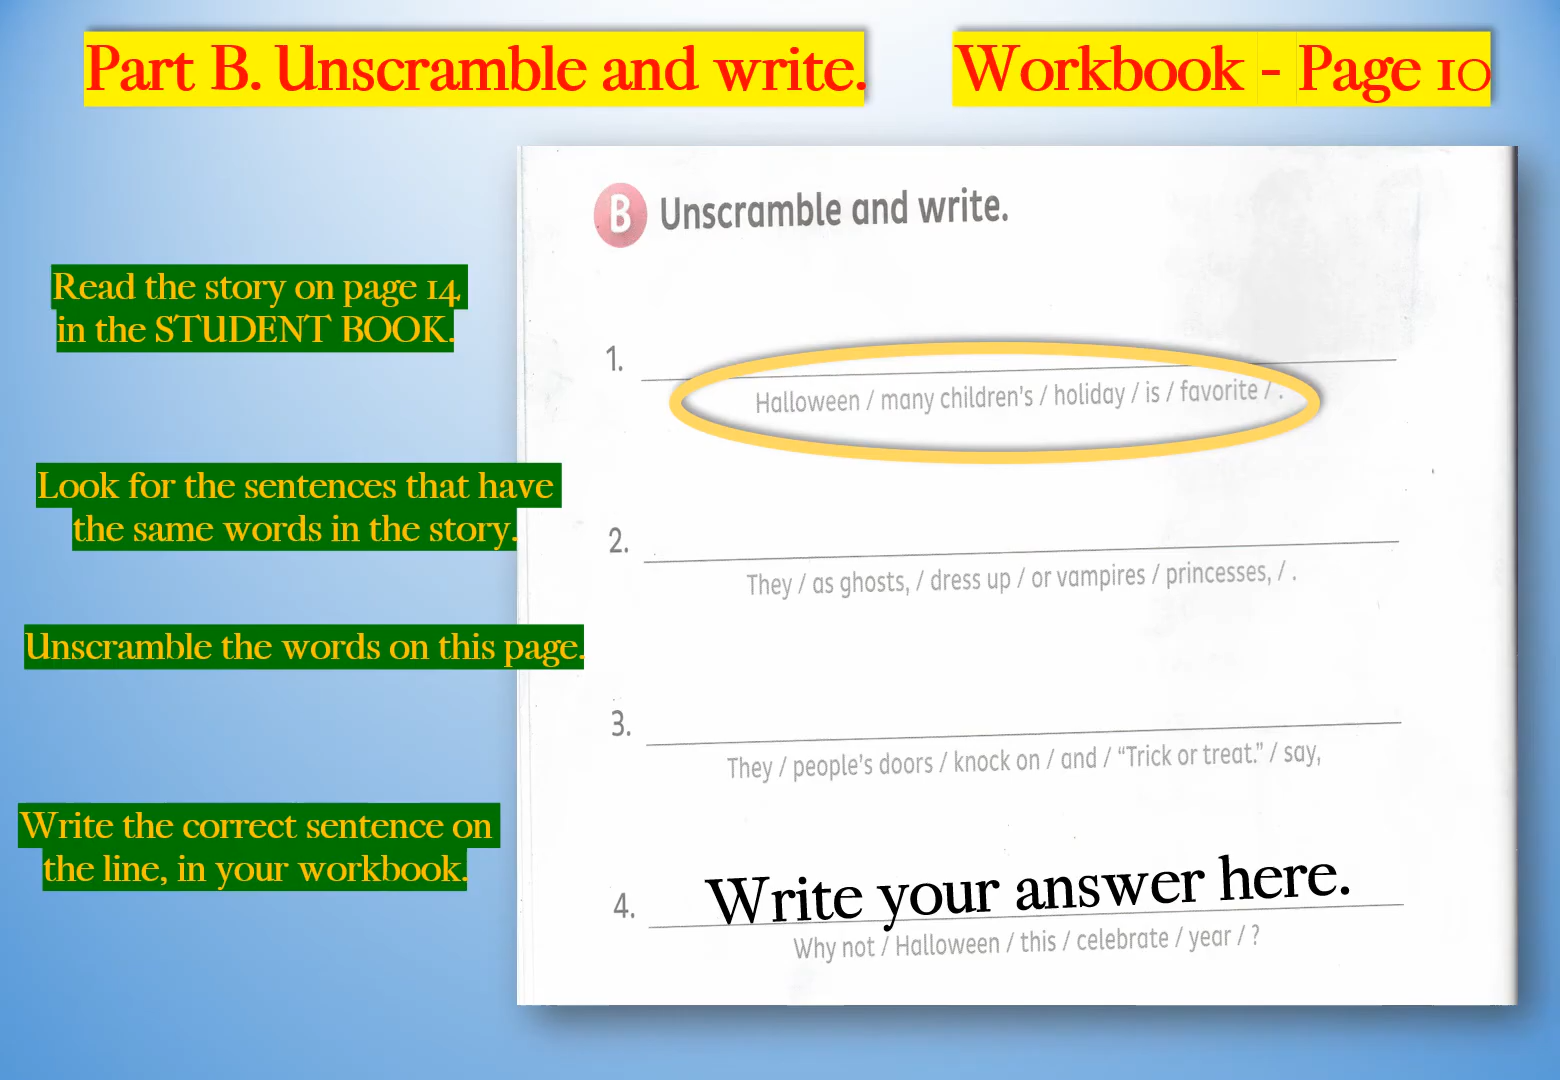 Part B. Unscramble and write.
Workbook - Page 10
Read the story on page 14,
in the STUDENT BOOK.
Look for the sentences that have
the same words in the story.
Unscramble the words on this page.
Write the correct sentence on
the line, in your workbook.
B Unscramble and write.
1.
Halloween / many children's / holiday / is / favorite / .
2.
They / as ghosts, / dress up / or vampires / princesses, / .
3.
They / people's doors / knock on / and / “Trick or treat.” / say,
4. Write your answer here.
Why not / Halloween / this / celebrate / year / ?